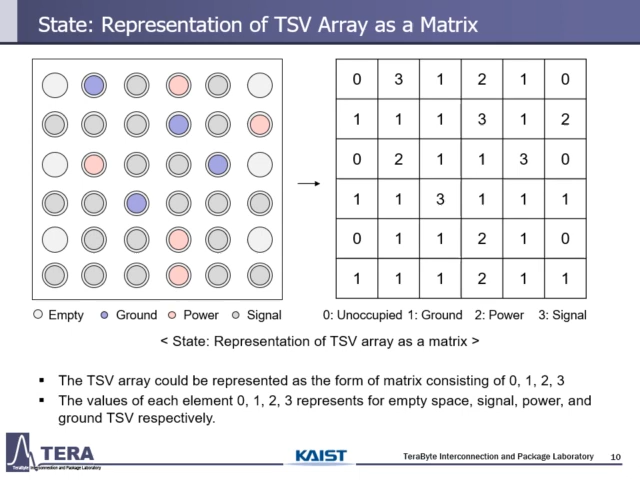 State: Representation of TSV Array as a Matrix
0 3 1 2 1 0
1 1 1 3 1 2
0 2 1 1 3 0
1 1 3 1 1 1
0 1 1 2 1 0
1 1 1 2 1 1
Empty Ground Power Signal
0: Unoccupied 1: Ground 2: Power 3: Signal
< State: Representation of TSV array as a matrix >
▪ The TSV array could be represented as the form of matrix consisting of 0, 1, 2, 3
▪ The values of each element 0, 1, 2, 3 represents for empty space, signal, power, and
ground TSV respectively.
TERA
TeraByte Interconnection and Package Laboratory
KAIST
TeraByte Interconnection and Package Laboratory 10